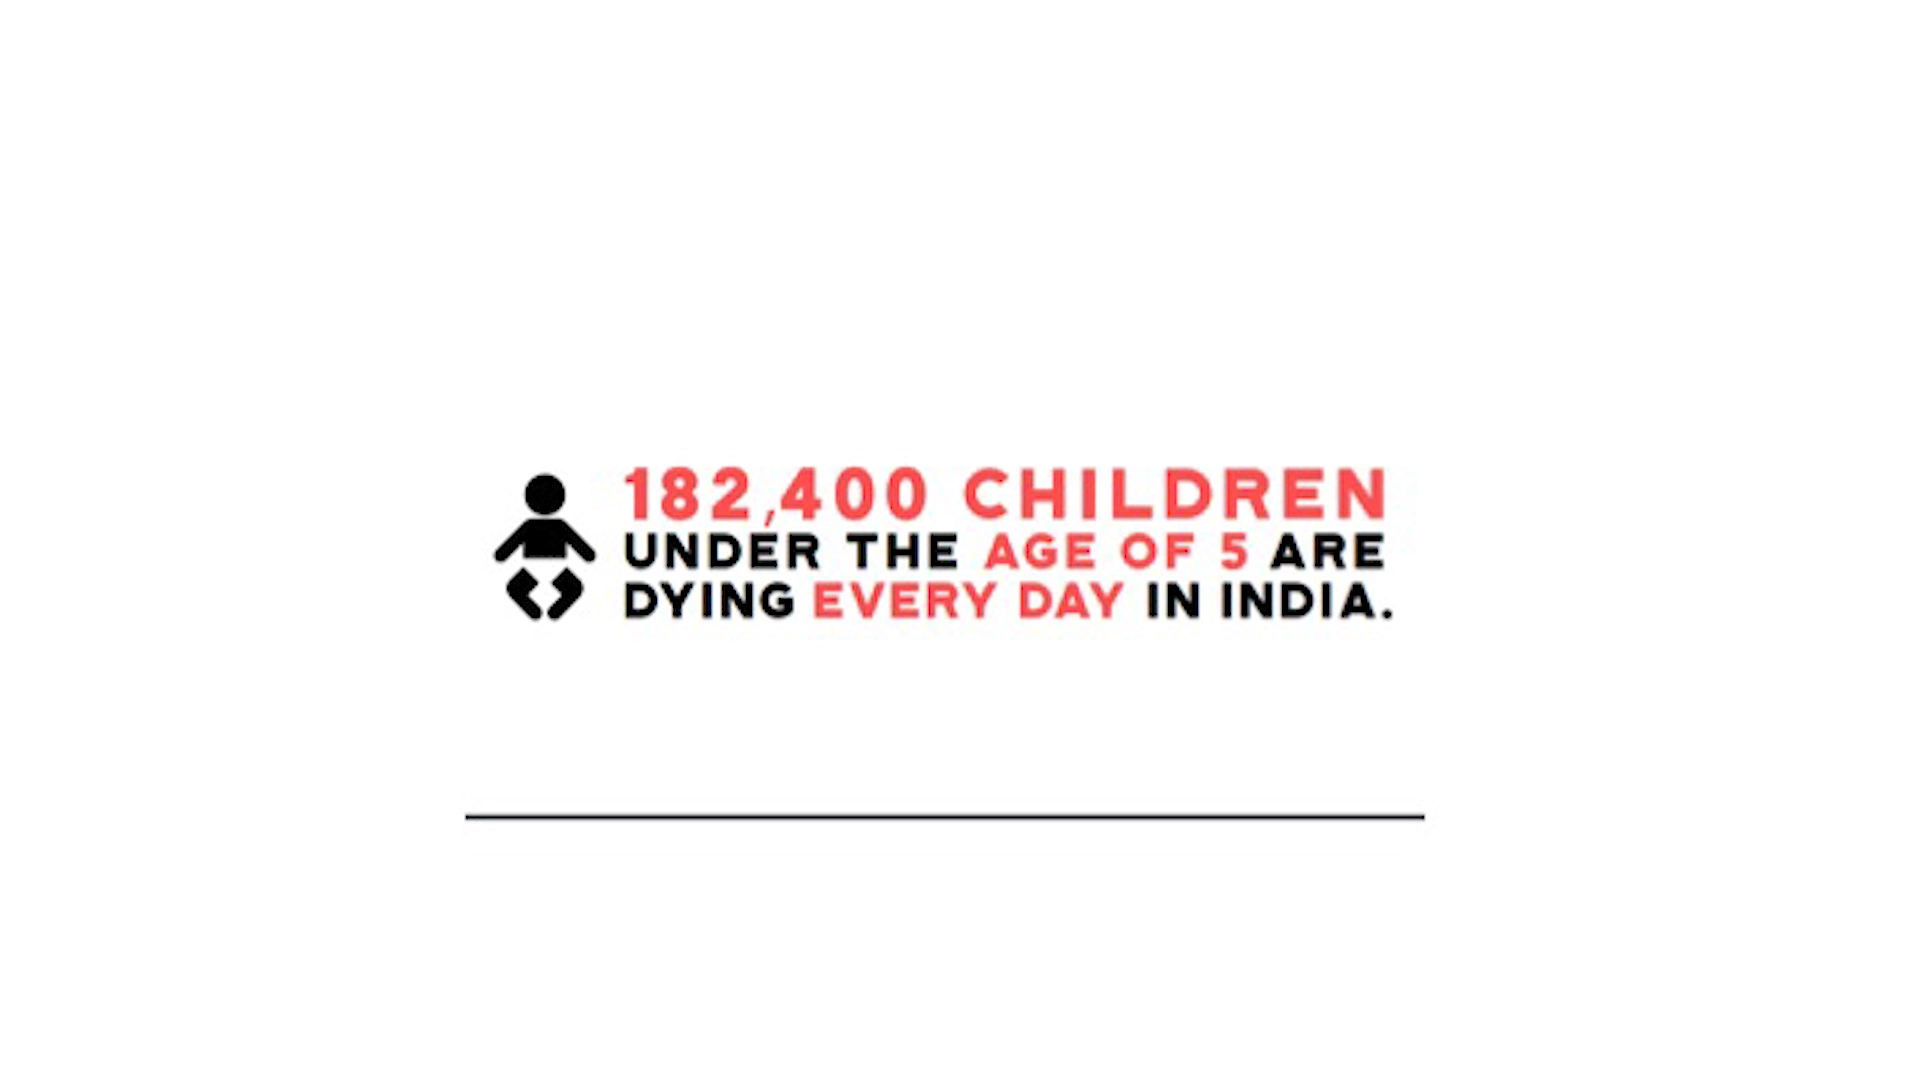 182,400 CHILDREN
UNDER THE AGE OF 5 ARE
DYING EVERY DAY IN INDIA.